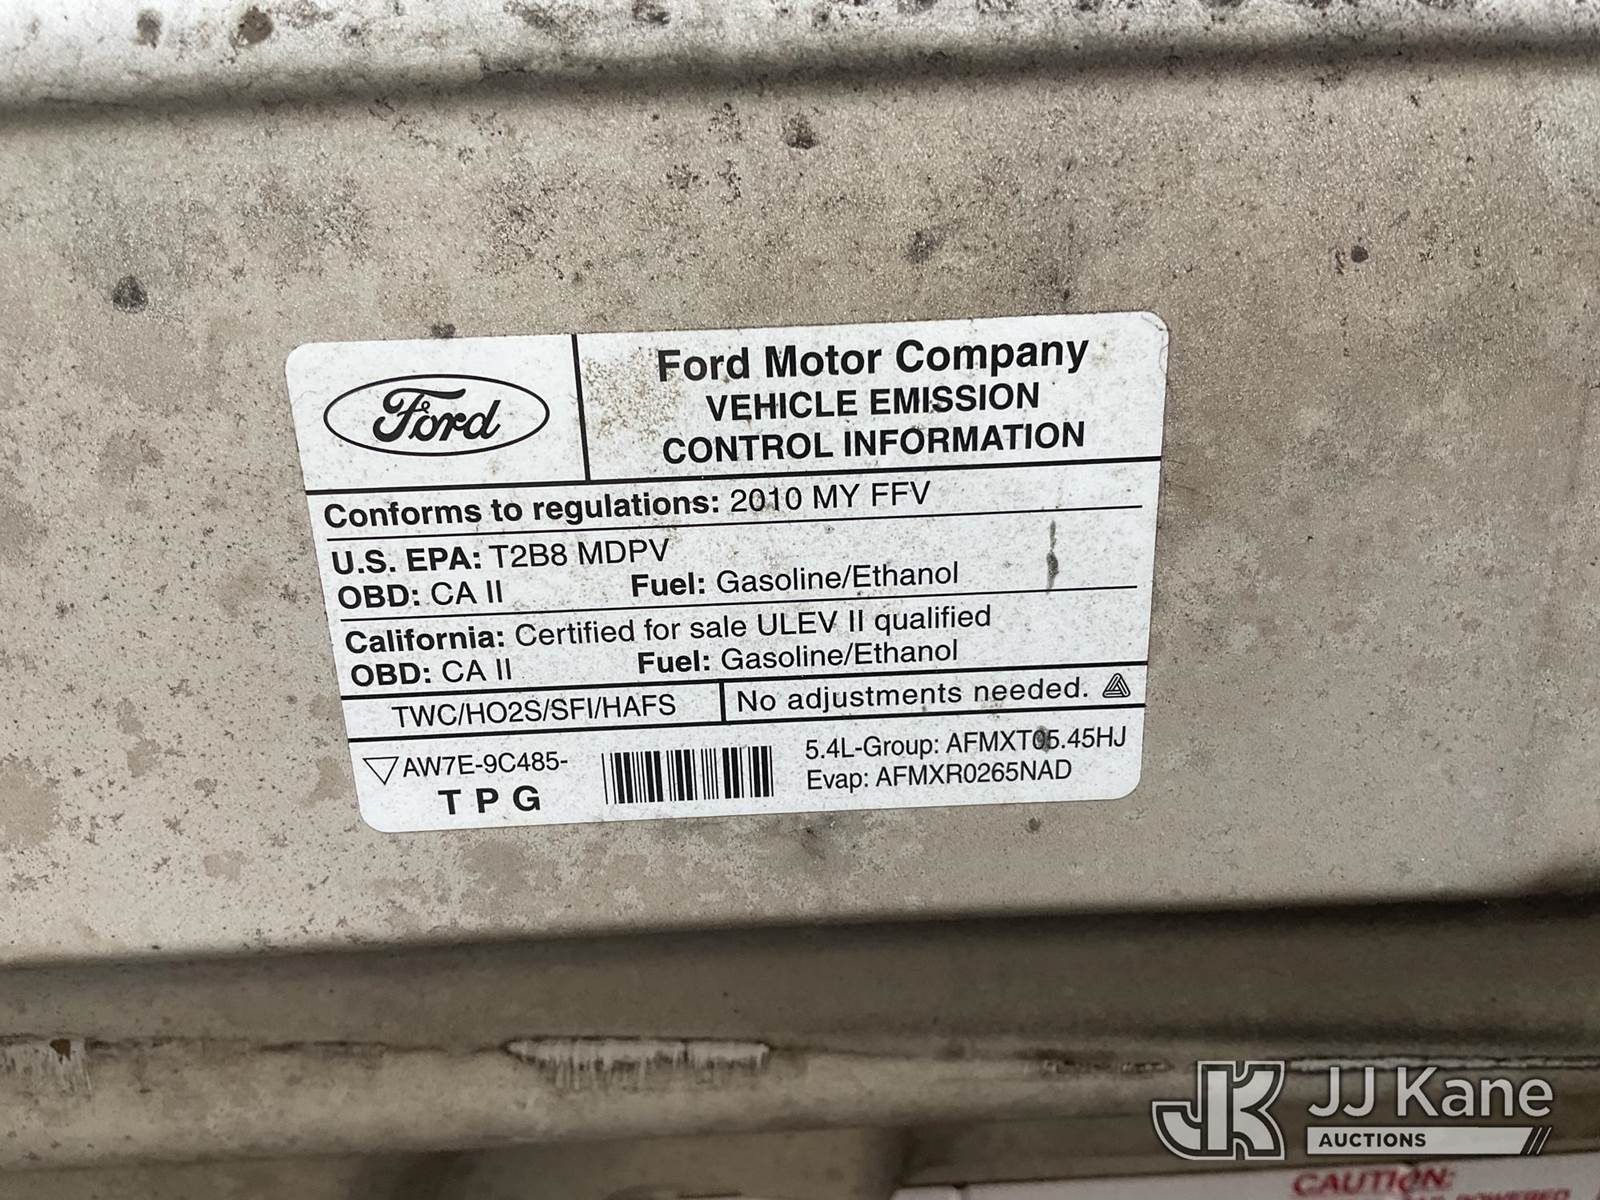 Ford
Ford Motor Company
VEHICLE EMISSION
CONTROL INFORMATION
Conforms to regulations: 2010 MY FFV
U.S. EPA: T2B8 MDPV
OBD: CA II Fuel: Gasoline/Ethanol
California: Certified for sale ULEV II qualified
OBD: CA II Fuel: Gasoline/Ethanol
TWC/HO2S/SFI/HAFS No adjustments needed.
AW7E-9C485-
T P G
5.4L-Group: AFMXT05.45HJ
Evap: AFMXR0265NAD
JK JJ Kane
AUCTIONS
CAUTION: